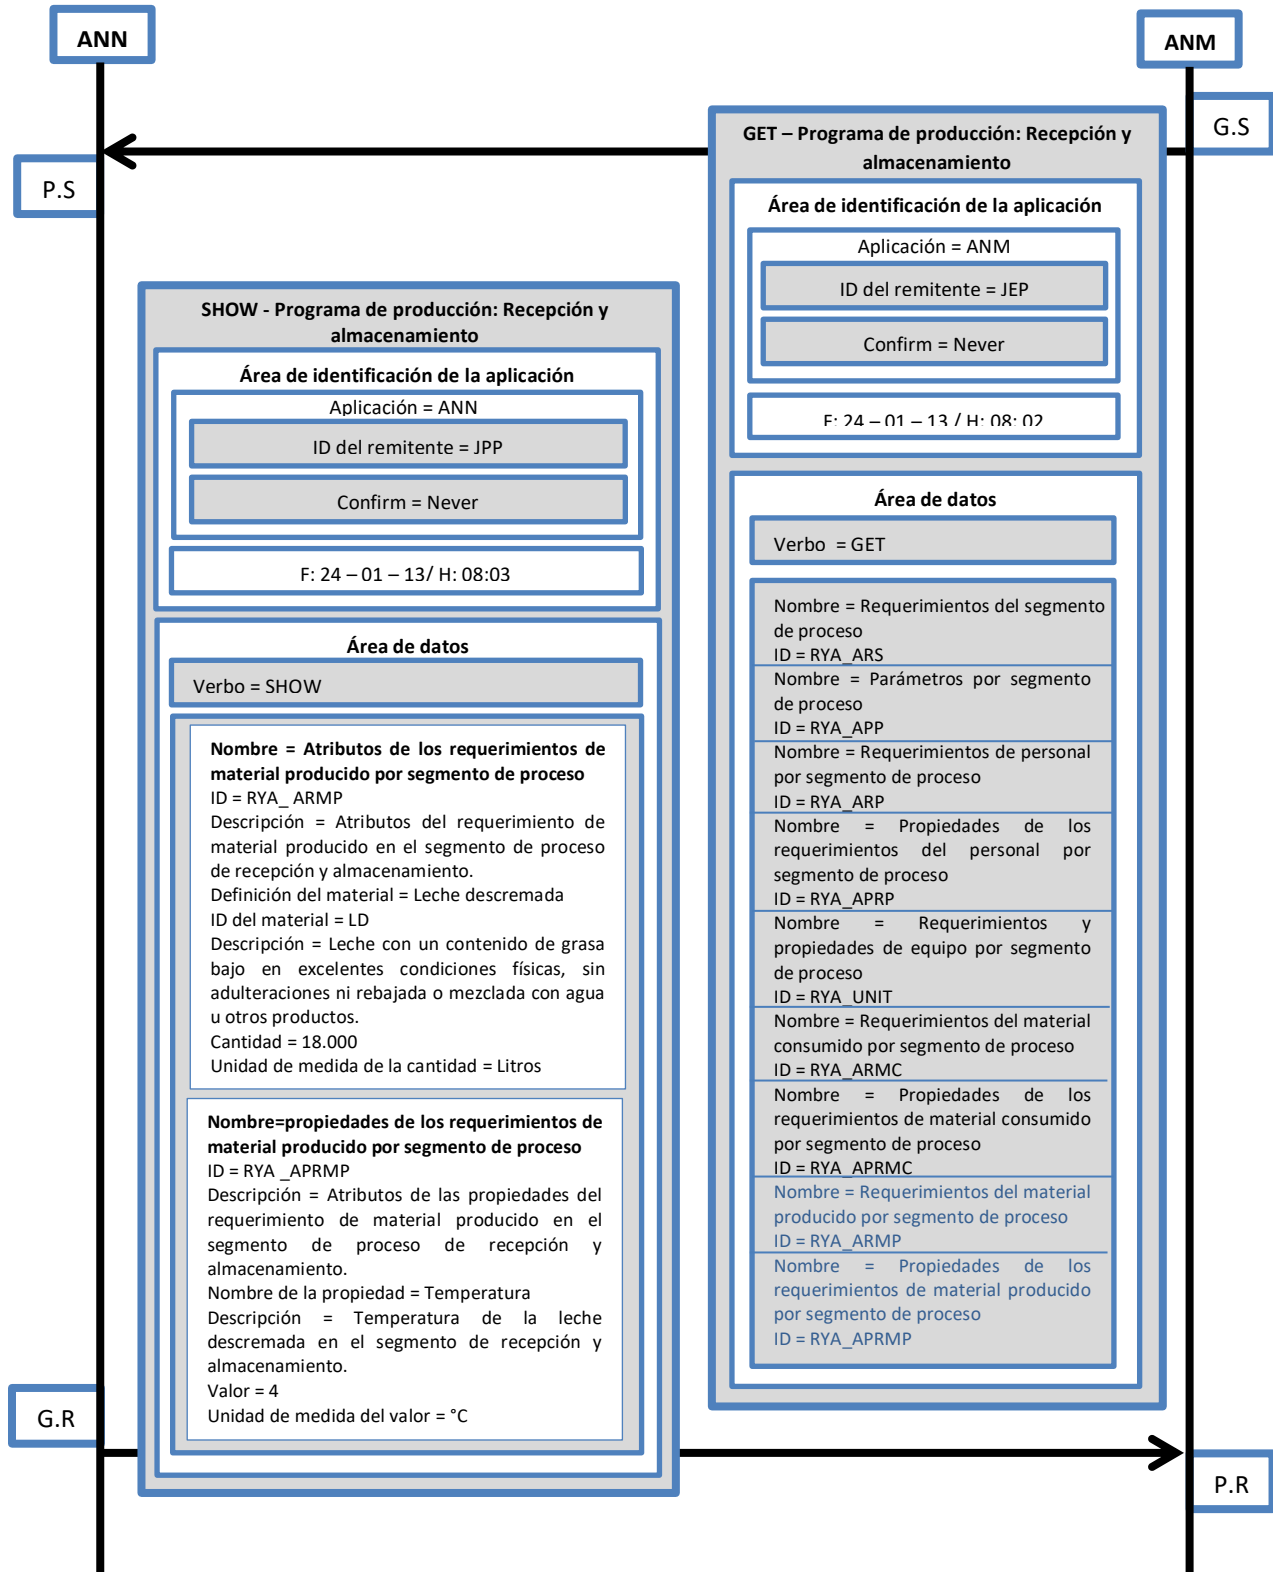 ANN
ANM
G.S
P.S
GET – Programa de producción: Recepción y
almacenamiento
Área de identificación de la aplicación
Aplicación = ANM
ID del remitente = JEP
Confirm = Never
F: 24 – 01 – 13 / H: 08: 02
Área de datos
Verbo = GET
Nombre = Requerimientos del segmento
de proceso
ID = RYA_ARS
Nombre = Parámetros por segmento
de proceso
ID = RYA_APP
Nombre = Requerimientos de personal
por segmento de proceso
ID = RYA_ARP
Nombre = Propiedades de los
requerimientos del personal por
segmento de proceso
ID = RYA_APRP
Nombre = Requerimientos y
propiedades de equipo por segmento
de proceso
ID = RYA_UNIT
Nombre = Requerimientos del material
consumido por segmento de proceso
ID = RYA_ARMC
Nombre = Propiedades de los
requerimientos de material consumido
por segmento de proceso
ID = RYA_APRMC
Nombre = Requerimientos del material
producido por segmento de proceso
ID = RYA_ARMP
Nombre = Propiedades de los
requerimientos de material producido
por segmento de proceso
ID = RYA_APRMP
SHOW - Programa de producción: Recepción y
almacenamiento
Área de identificación de la aplicación
Aplicación = ANN
ID del remitente = JPP
Confirm = Never
F: 24 – 01 – 13/ H: 08:03
Área de datos
Verbo = SHOW
Nombre = Atributos de los requerimientos de
material producido por segmento de proceso
ID = RYA_ ARMP
Descripción = Atributos del requerimiento de
material producido en el segmento de proceso
de recepción y almacenamiento.
Definición del material = Leche descremada
ID del material = LD
Descripción = Leche con un contenido de grasa
bajo en excelentes condiciones físicas, sin
adulteraciones ni rebajada o mezclada con agua
u otros productos.
Cantidad = 18.000
Unidad de medida de la cantidad = Litros
Nombre=propiedades de los requerimientos de
material producido por segmento de proceso
ID = RYA _APRMP
Descripción = Atributos de las propiedades del
requerimiento de material producido en el
segmento de proceso de recepción y
almacenamiento.
Nombre de la propiedad = Temperatura
Descripción = Temperatura de la leche
descremada en el segmento de recepción y
almacenamiento.
Valor = 4
Unidad de medida del valor = °C
G.R
P.R